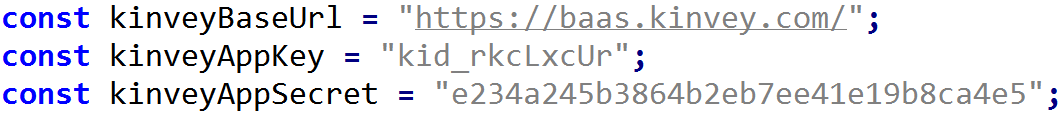 const kinveyBaseUrl = "https://baas.kinvey.com/";
const kinveyAppKey = "kid_rkcLxcUr";
const kinveyAppSecret = "e234a245b3864b2eb7ee41e19b8ca4e5";